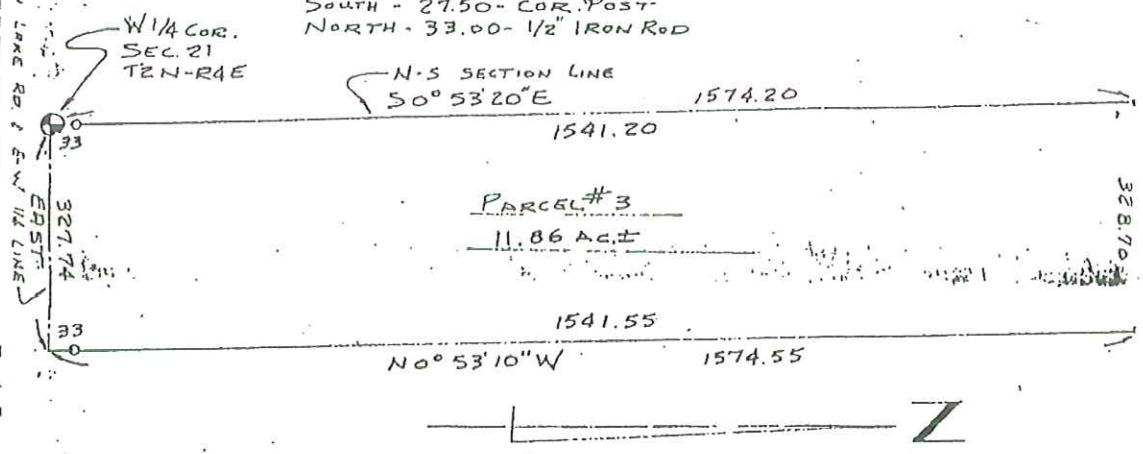 SOUTH - 27.50 - COR. POST
NORTH - 33.00 - 1/2" IRON ROD
W 1/4 COR.
SEC. 21
T2N-R4E
N-S SECTION LINE
S0° 53'20"E
1574.20
1541.20
33
LAKE RD. & E-W 1/4 LINE
EAST
327.74
PARCEL #3
11.86 AC.±
328.70
33
1541.55
N0° 53'10"W
1574.55
Z